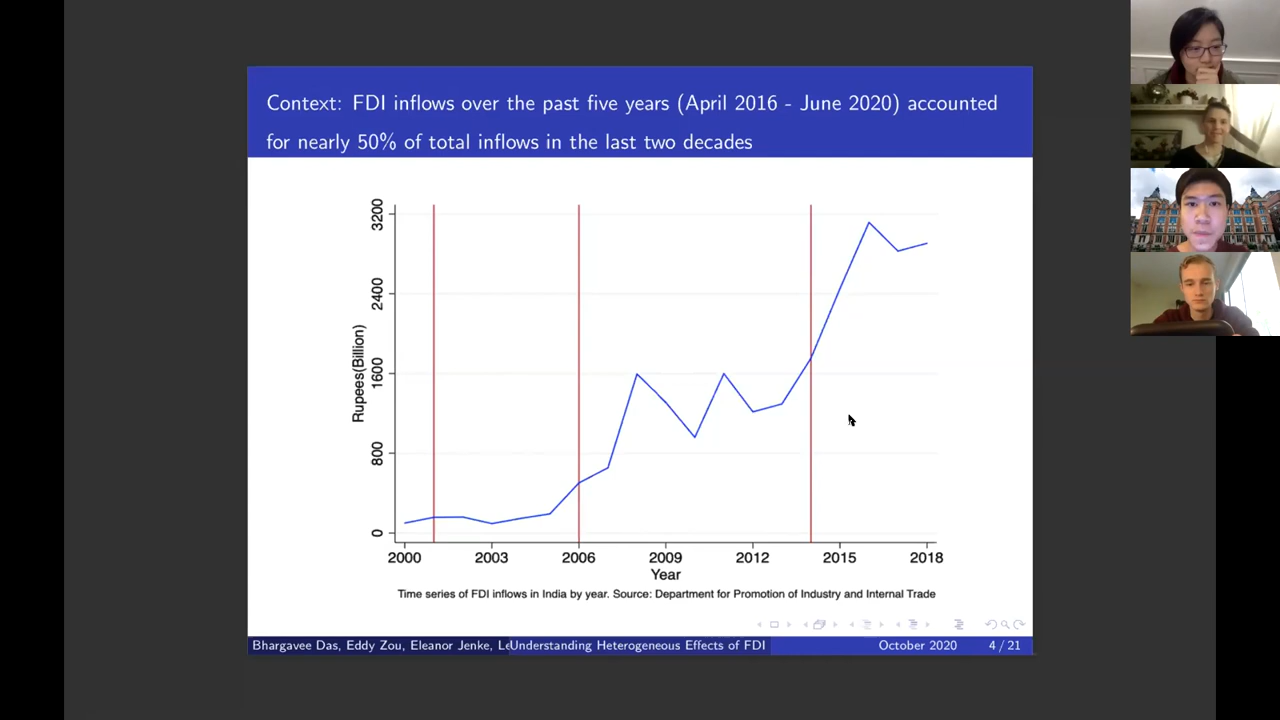 Context: FDI inflows over the past five years (April 2016 - June 2020) accounted
for nearly 50% of total inflows in the last two decades
3200
2400
1600
800
0
Rupees(Billion)
2000 2003 2006 2009 2012 2015 2018
Year
Time series of FDI inflows in India by year. Source: Department for Promotion of Industry and Internal Trade
Bhargavee Das, Eddy Zou, Eleanor Jenke, Le Understanding Heterogeneous Effects of FDI October 2020 4 / 21